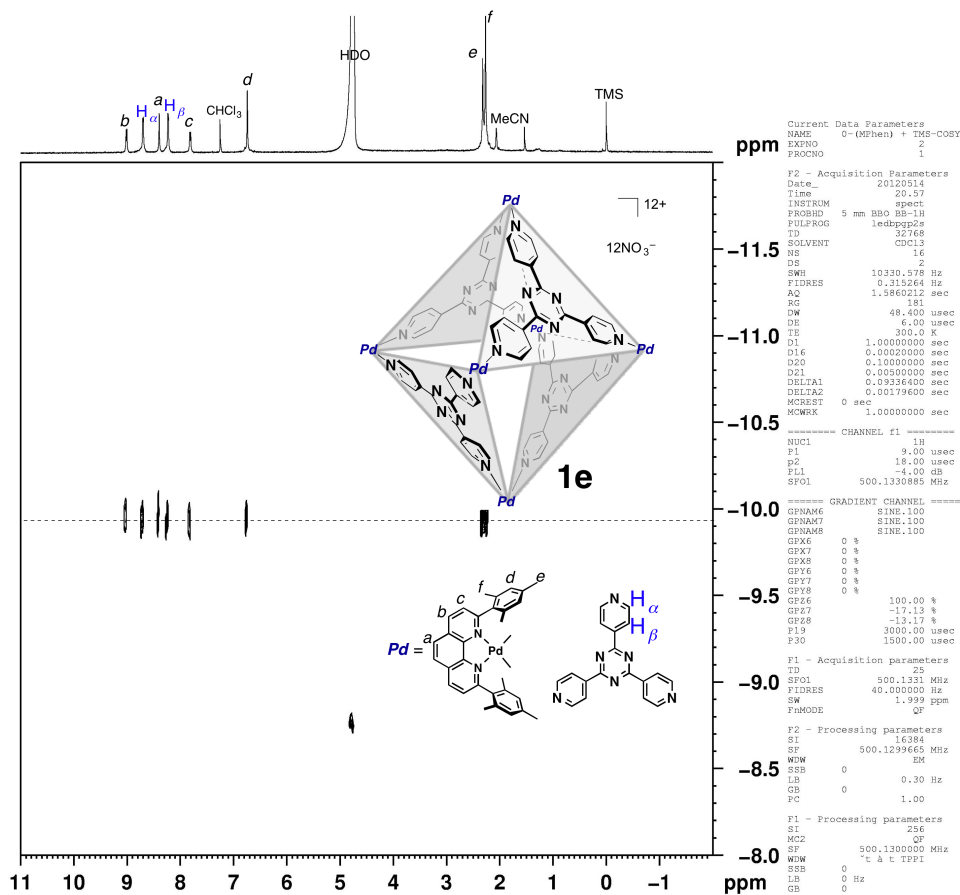 f
HDO
e
d
a
b
Hα
Hβ
c
CHCl3
MeCN
TMS
ppm
Pd
12+
12NO3−
N
N
N
N
N
N
Pd
Pd
Pd
Pd
Pd
1e
−11.5
−11.0
−10.5
−10.0
−9.5
−9.0
−8.5
−8.0
f
d
e
c
b
a
N
Pd
N
Pd =
N
Hα
Hβ
N
N
N
N
N
11 10 9 8 7 6 5 4 3 2 1 0 −1 ppm
Current Data Parameters
NAME 0-(MPhen) + TMS-COSY
EXPNO 2
PROCNO 1
F2 - Acquisition Parameters
Date_ 20120514
Time 20.57
INSTRUM spect
PROBHD 5 mm BBO BB-1H
PULPROG ledbpgp2s
TD 32768
SOLVENT CDCl3
NS 16
DS 2
SWH 10330.578 Hz
FIDRES 0.315264 Hz
AQ 1.5860212 sec
RG 181
DW 48.400 usec
DE 6.00 usec
TE 300.0 K
D1 1.00000000 sec
D16 0.00020000 sec
D20 0.10000000 sec
D21 0.00500000 sec
DELTA1 0.09336400 sec
DELTA2 0.00179600 sec
MCREST 0 sec
MCWRK 1.00000000 sec
======== CHANNEL f1 ========
NUC1 1H
P1 9.00 usec
p2 18.00 usec
PL1 -4.00 dB
SFO1 500.1330885 MHz
====== GRADIENT CHANNEL =====
GPNAM6 SINE.100
GPNAM7 SINE.100
GPNAM8 SINE.100
GPX6 0 %
GPX7 0 %
GPX8 0 %
GPY6 0 %
GPY7 0 %
GPY8 0 %
GPZ6 100.00 %
GPZ7 -17.13 %
GPZ8 -13.17 %
P19 3000.00 usec
P30 1500.00 usec
F1 - Acquisition parameters
TD 25
SFO1 500.1331 MHz
FIDRES 40.000000 Hz
SW 1.999 ppm
FnMODE QF
F2 - Processing parameters
SI 16384
SF 500.1299665 MHz
WDW EM
SSB 0
LB 0.30 Hz
GB 0
PC 1.00
F1 - Processing parameters
SI 256
MC2 QF
SF 500.1300000 MHz
WDW ˜t à t TPPI
SSB 0
LB 0 Hz
GB 0